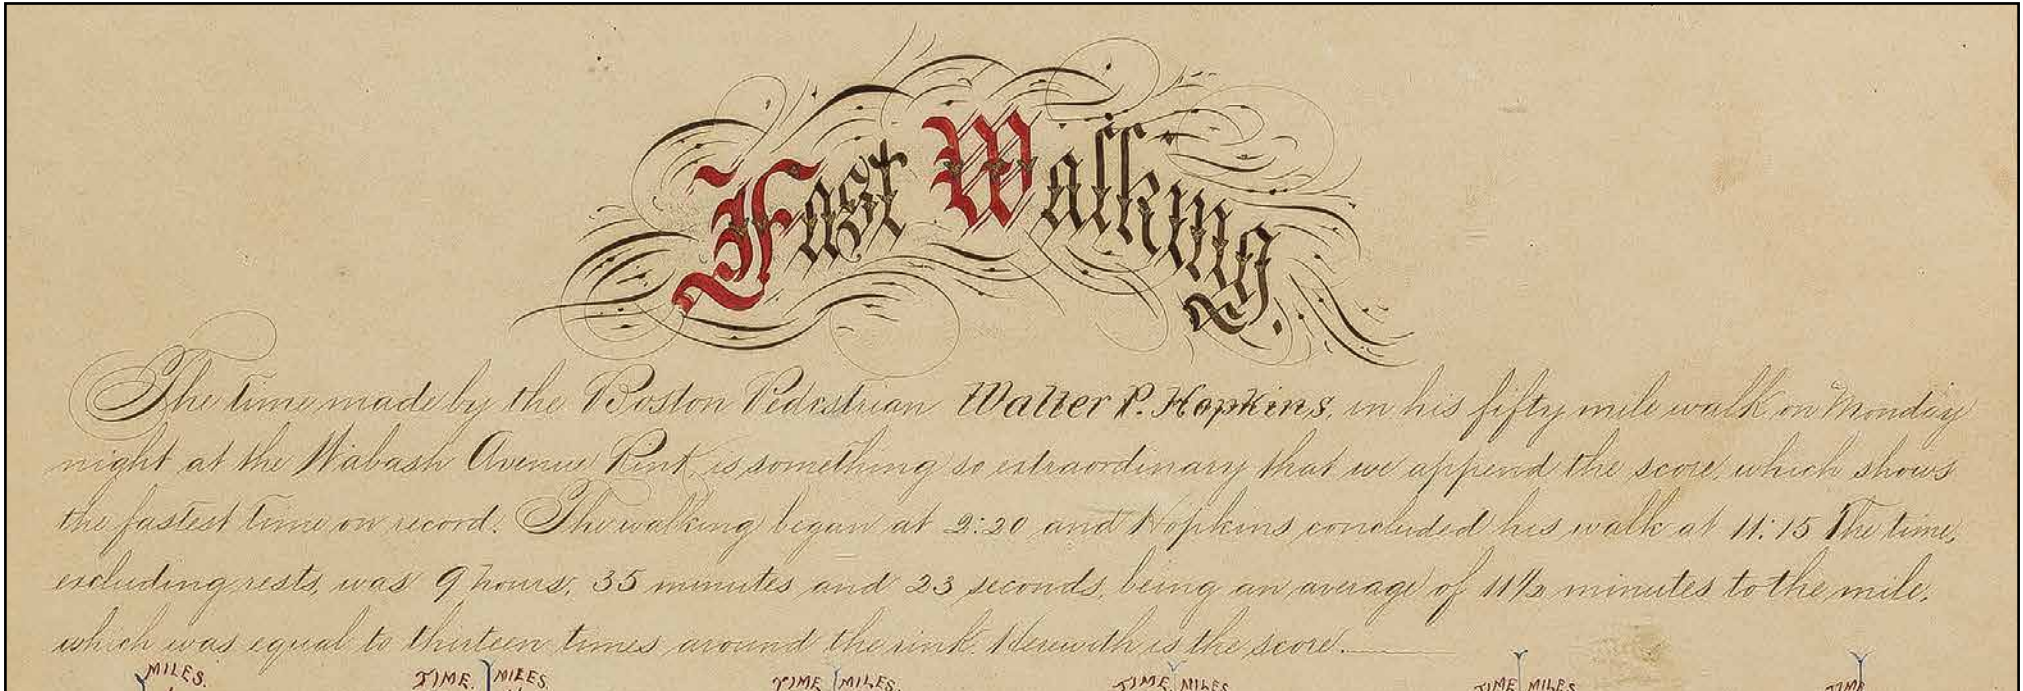 Fast Walking.
The time made by the Boston Pedestrian Walter P. Hopkins, in his fifty mile walk on Monday
night at the Wabash Avenue Rink, is something so extraordinary that we append the score, which shows
the fastest time on record. The walking began at 2:20 and Hopkins concluded his walk at 11:15 The time,
excluding rests, was 9 hours, 35 minutes and 23 seconds, being an average of 11 1/2 minutes to the mile,
which was equal to thirteen times around the rink. Herewith is the score.
MILES. TIME. MILES. TIME MILES. TIME MILES. TIME MILES. TIME